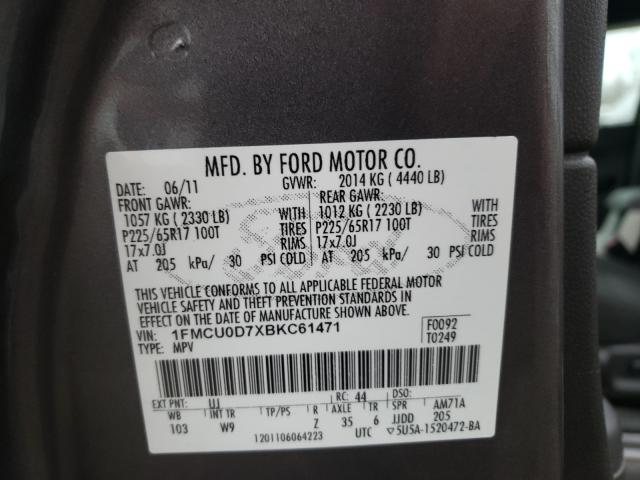 MFD. BY FORD MOTOR CO.
DATE: 06/11 GVWR: 2014 KG ( 4440 LB)
FRONT GAWR: REAR GAWR:
1057 KG ( 2330 LB) WITH 1012 KG ( 2230 LB) WITH
P225/65R17 100T TIRES P225/65R17 100T TIRES
17x7.0J RIMS 17x7.0J RIMS
AT 205 kPa/ 30 PSI COLD AT 205 kPa/ 30 PSI COLD
THIS VEHICLE CONFORMS TO ALL APPLICABLE FEDERAL MOTOR
VEHICLE SAFETY AND THEFT PREVENTION STANDARDS IN
EFFECT ON THE DATE OF MANUFACTURE SHOWN ABOVE.
VIN: 1FMCU0D7XBKC61471 F0092
TYPE: MPV T0249
EXT PNT: UJ RC: 44 DSO:
WB INT TR TP/PS R AXLE TR SPR AM71A
103 W9 Z 35 6 JJDD 205
1201106064223 UTC 5U5A-1520472-BA